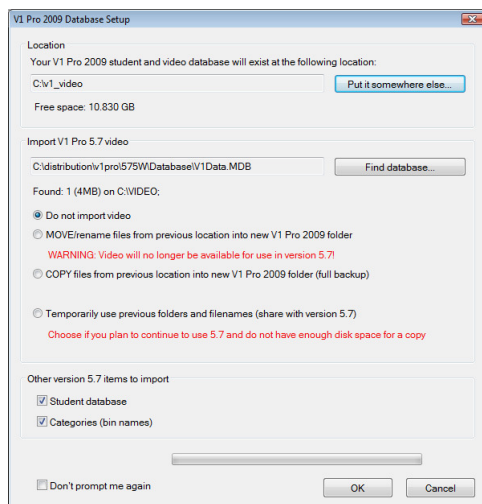 V1 Pro 2009 Database Setup
Location
Your V1 Pro 2009 student and video database will exist at the following location:
C:\v1_video
Put it somewhere else...
Free space: 10.830 GB
Import V1 Pro 5.7 video
C:\distribution\v1pro\575W\Database\V1Data.MDB
Find database...
Found: 1 (4MB) on C:\VIDEO;
Do not import video
MOVE/rename files from previous location into new V1 Pro 2009 folder
WARNING: Video will no longer be available for use in version 5.7!
COPY files from previous location into new V1 Pro 2009 folder (full backup)
Temporarily use previous folders and filenames (share with version 5.7)
Choose if you plan to continue to use 5.7 and do not have enough disk space for a copy
Other version 5.7 items to import
Student database
Categories (bin names)
Don't prompt me again
OK
Cancel